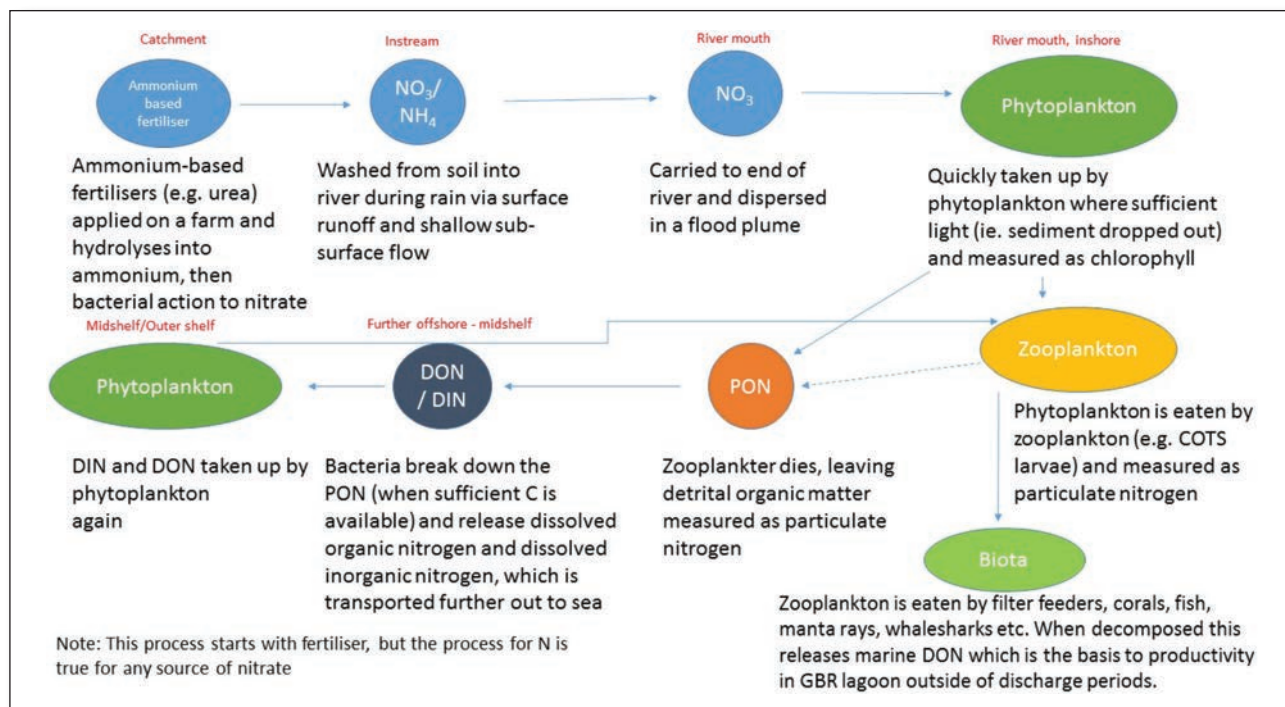 Catchment
Ammonium
based
fertiliser
Ammonium-based
fertilisers (e.g. urea)
applied on a farm and
hydrolyses into
ammonium, then
bacterial action to nitrate
Instream
NO₃/
NH₄
Washed from soil into
river during rain via surface
runoff and shallow sub-
surface flow
River mouth
NO₃
Carried to end of
river and dispersed
in a flood plume
River mouth, inshore
Phytoplankton
Quickly taken up by
phytoplankton where sufficient
light (ie. sediment dropped out)
and measured as chlorophyll
Midshelf/Outer shelf
Phytoplankton
DIN and DON taken up by
phytoplankton
again
Further offshore - midshelf
DON
/ DIN
Bacteria break down the
PON (when sufficient C is
available) and release dissolved
organic nitrogen and dissolved
inorganic nitrogen, which is
transported further out to sea
PON
Zooplankter dies, leaving
detrital organic matter
measured as particulate
nitrogen
Zooplankton
Phytoplankton is eaten by
zooplankton (e.g. COTS
larvae) and measured as
particulate nitrogen
Biota
Zooplankton is eaten by filter feeders, corals, fish,
manta rays, whalesharks etc. When decomposed this
releases marine DON which is the basis to productivity
in GBR lagoon outside of discharge periods.
Note: This process starts with fertiliser, but the process for N is
true for any source of nitrate